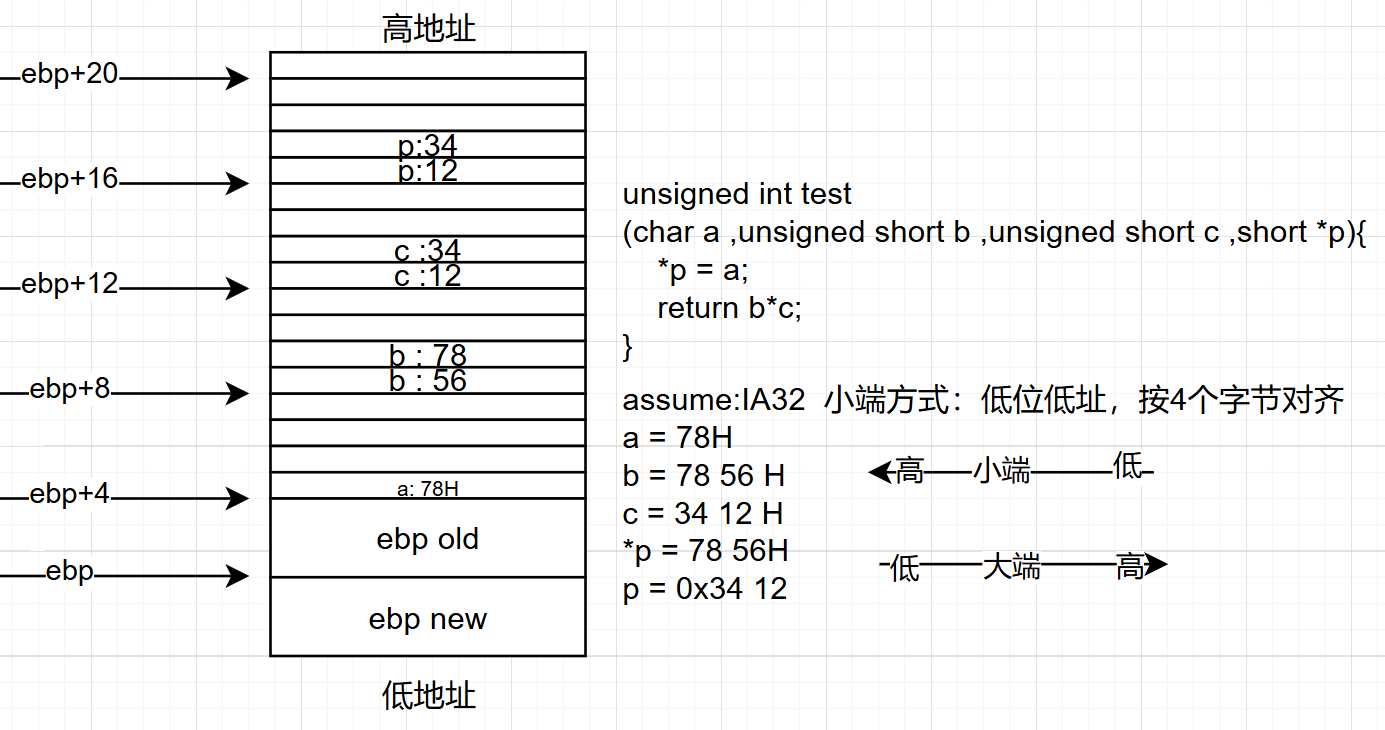 高地址
ebp+20
p:34
p:12
ebp+16
c :34
c :12
ebp+12
b : 78
b : 56
ebp+8
a: 78H
ebp+4
ebp old
ebp
ebp new
低地址
unsigned int test
(char a ,unsigned short b ,unsigned short c ,short *p){
*p = a;
return b*c;
}
assume:IA32 小端方式：低位低址，按4个字节对齐
a = 78H
b = 78 56 H
c = 34 12 H
*p = 78 56H
p = 0x34 12
高 小端 低
低 大端 高